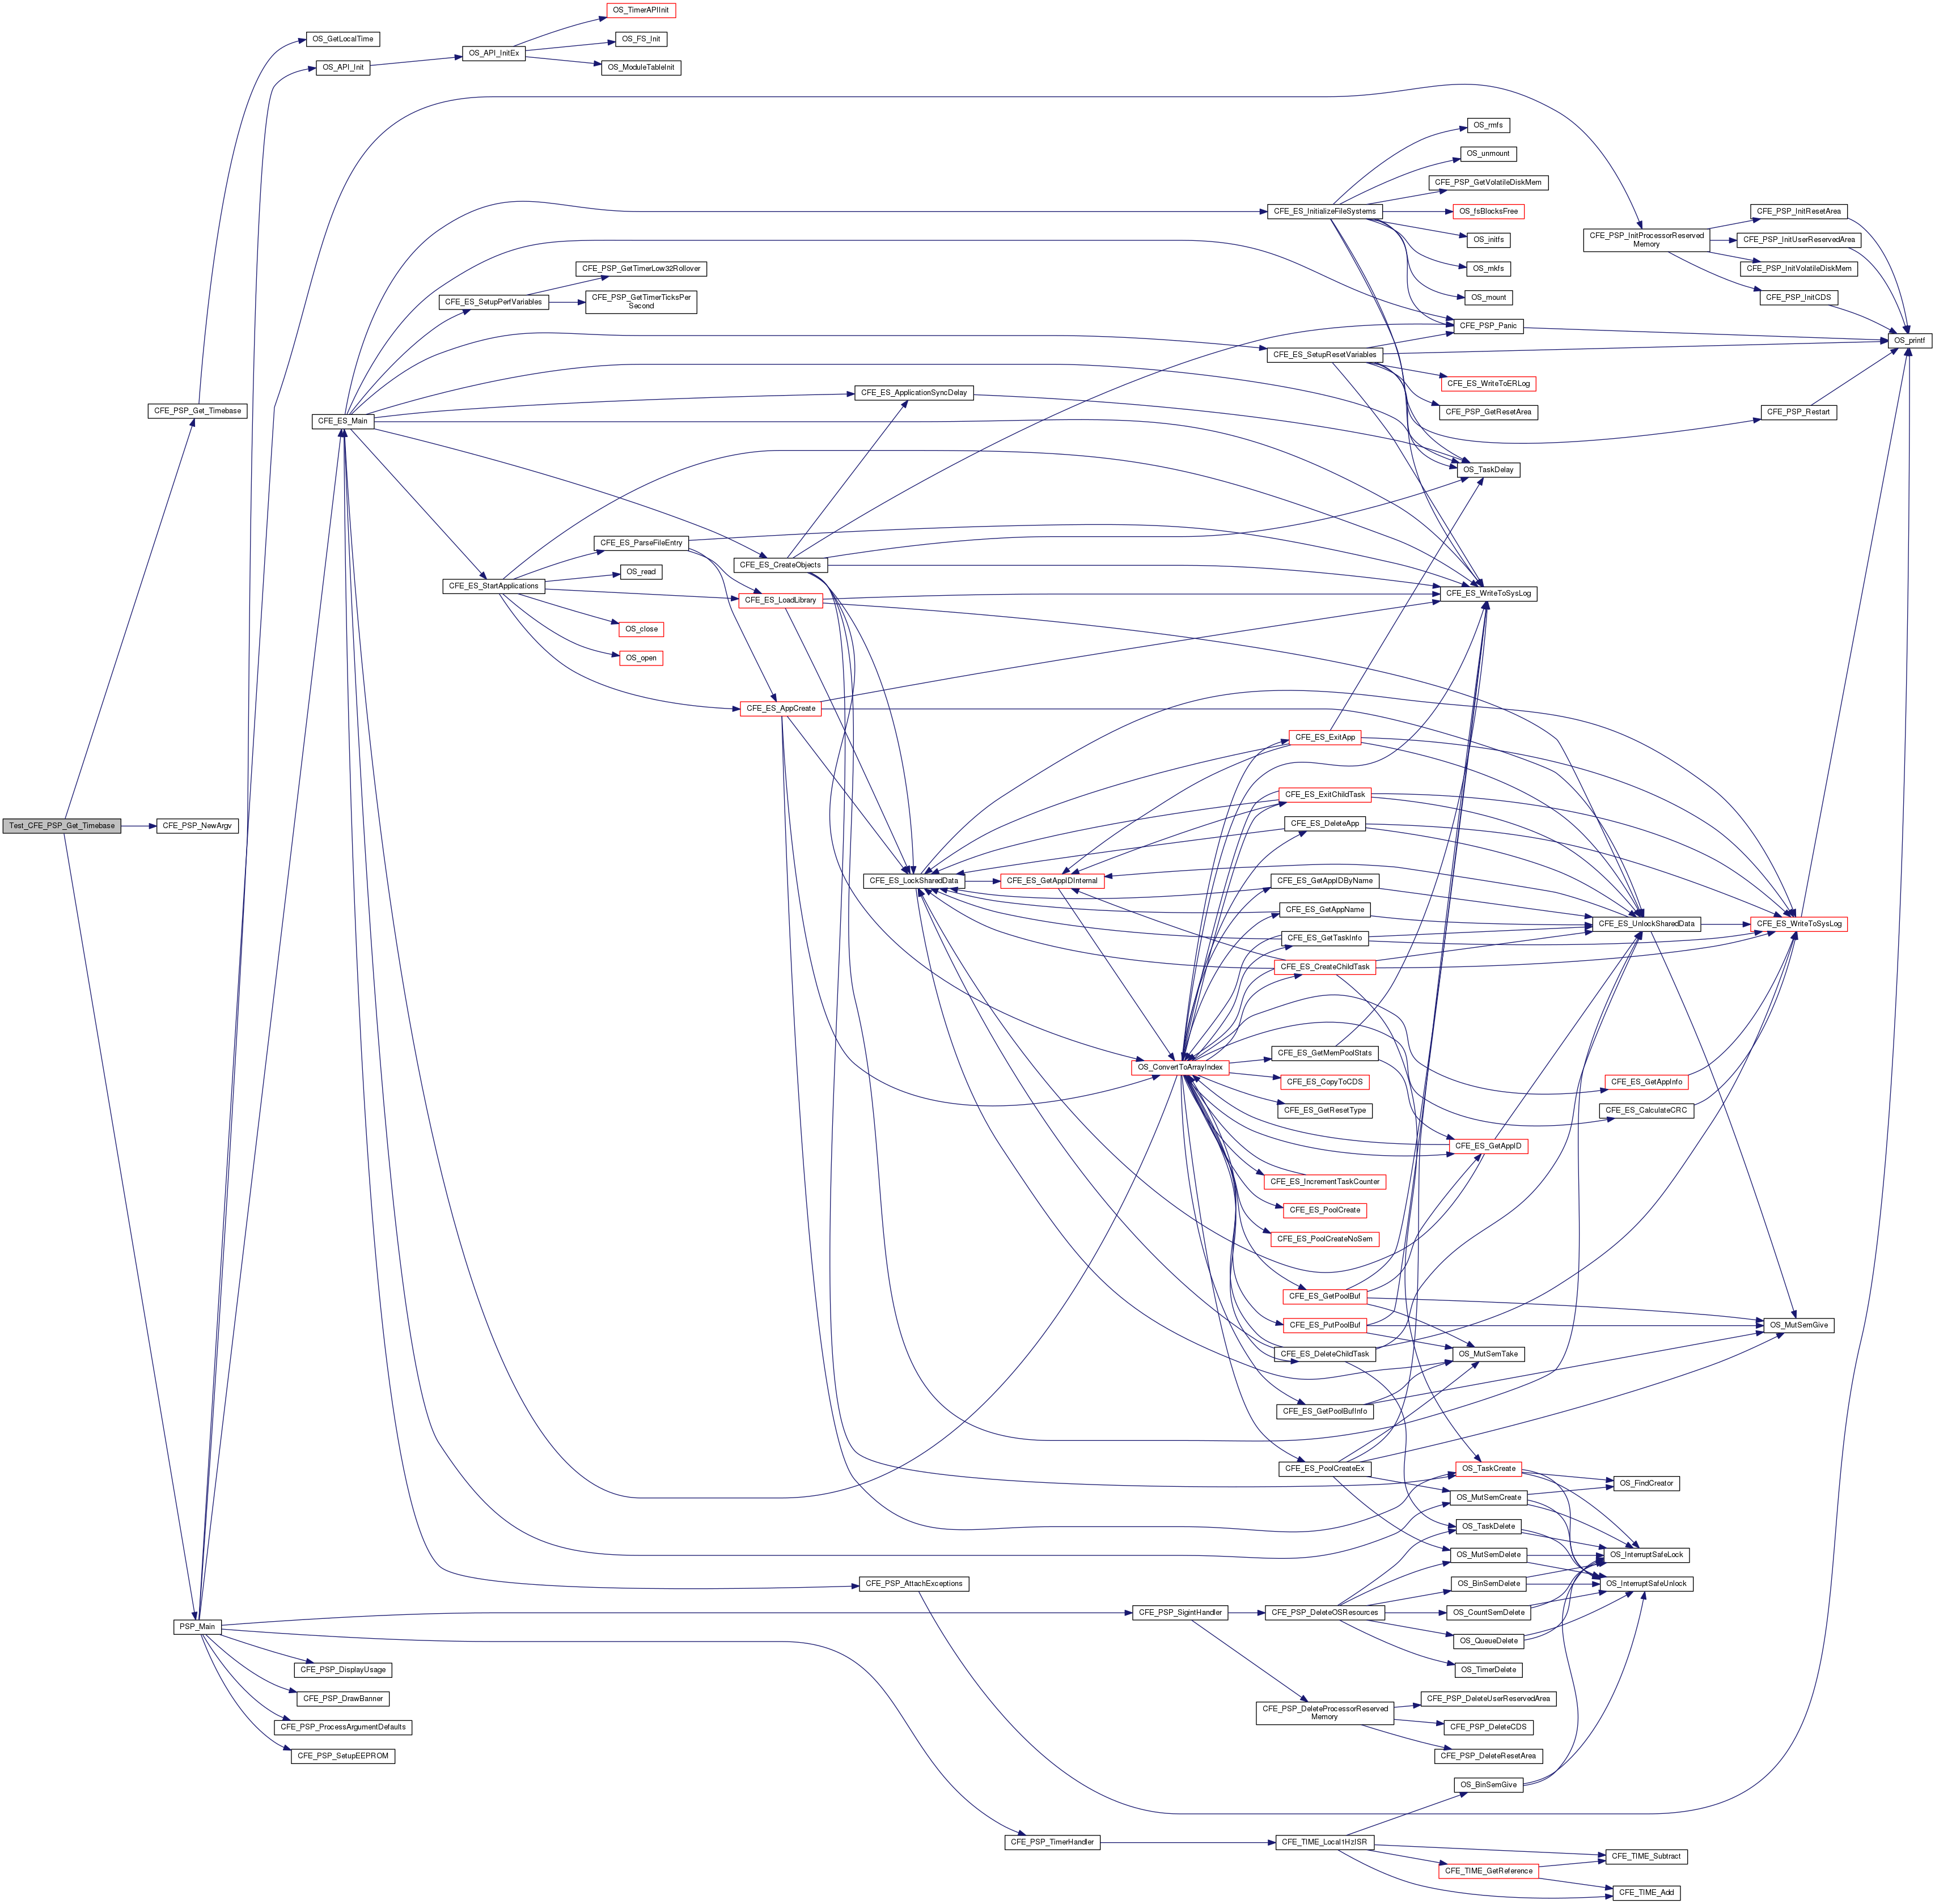 OS_TimerAPIInit
OS_GetLocalTime
OS_FS_Init
OS_API_InitEx
OS_API_Init
OS_ModuleTableInit
OS_rmfs
OS_unmount
CFE_PSP_GetVolatileDiskMem
CFE_ES_InitializeFileSystems
OS_fsBlocksFree
CFE_PSP_InitResetArea
CFE_PSP_InitProcessorReserved
Memory
OS_initfs
CFE_PSP_InitUserReservedArea
CFE_PSP_GetTimerLow32Rollover
OS_mkfs
CFE_PSP_InitVolatileDiskMem
CFE_ES_SetupPerfVariables
CFE_PSP_GetTimerTicksPer
Second
OS_mount
CFE_PSP_InitCDS
CFE_PSP_Panic
OS_printf
CFE_ES_SetupResetVariables
CFE_ES_WriteToERLog
CFE_ES_ApplicationSyncDelay
CFE_PSP_Get_Timebase
CFE_PSP_GetResetArea
CFE_PSP_Restart
CFE_ES_Main
OS_TaskDelay
CFE_ES_ParseFileEntry
CFE_ES_CreateObjects
OS_read
CFE_ES_StartApplications
CFE_ES_LoadLibrary
CFE_ES_WriteToSysLog
OS_close
OS_open
CFE_ES_AppCreate
CFE_ES_ExitApp
CFE_ES_ExitChildTask
Test_CFE_PSP_Get_Timebase
CFE_PSP_NewArgv
CFE_ES_DeleteApp
CFE_ES_LockSharedData
CFE_ES_GetAppIDInternal
CFE_ES_GetAppIDByName
CFE_ES_GetAppName
CFE_ES_UnlockSharedData
CFE_ES_WriteToSysLog
CFE_ES_GetTaskInfo
CFE_ES_CreateChildTask
CFE_ES_GetMemPoolStats
OS_ConvertToArrayIndex
CFE_ES_CopyToCDS
CFE_ES_GetAppInfo
CFE_ES_GetResetType
CFE_ES_CalculateCRC
CFE_ES_GetAppID
CFE_ES_IncrementTaskCounter
CFE_ES_PoolCreate
CFE_ES_PoolCreateNoSem
CFE_ES_GetPoolBuf
CFE_ES_PutPoolBuf
OS_MutSemGive
CFE_ES_DeleteChildTask
OS_MutSemTake
CFE_ES_GetPoolBufInfo
CFE_ES_PoolCreateEx
OS_TaskCreate
OS_FindCreator
OS_MutSemCreate
OS_TaskDelete
OS_MutSemDelete
OS_InterruptSafeLock
CFE_PSP_AttachExceptions
OS_BinSemDelete
OS_InterruptSafeUnlock
CFE_PSP_SigintHandler
CFE_PSP_DeleteOSResources
OS_CountSemDelete
PSP_Main
OS_QueueDelete
CFE_PSP_DisplayUsage
OS_TimerDelete
CFE_PSP_DrawBanner
CFE_PSP_DeleteUserReservedArea
CFE_PSP_DeleteProcessorReserved
Memory
CFE_PSP_ProcessArgumentDefaults
CFE_PSP_DeleteCDS
CFE_PSP_SetupEEPROM
CFE_PSP_DeleteResetArea
OS_BinSemGive
CFE_PSP_TimerHandler
CFE_TIME_Local1HzISR
CFE_TIME_Subtract
CFE_TIME_GetReference
CFE_TIME_Add